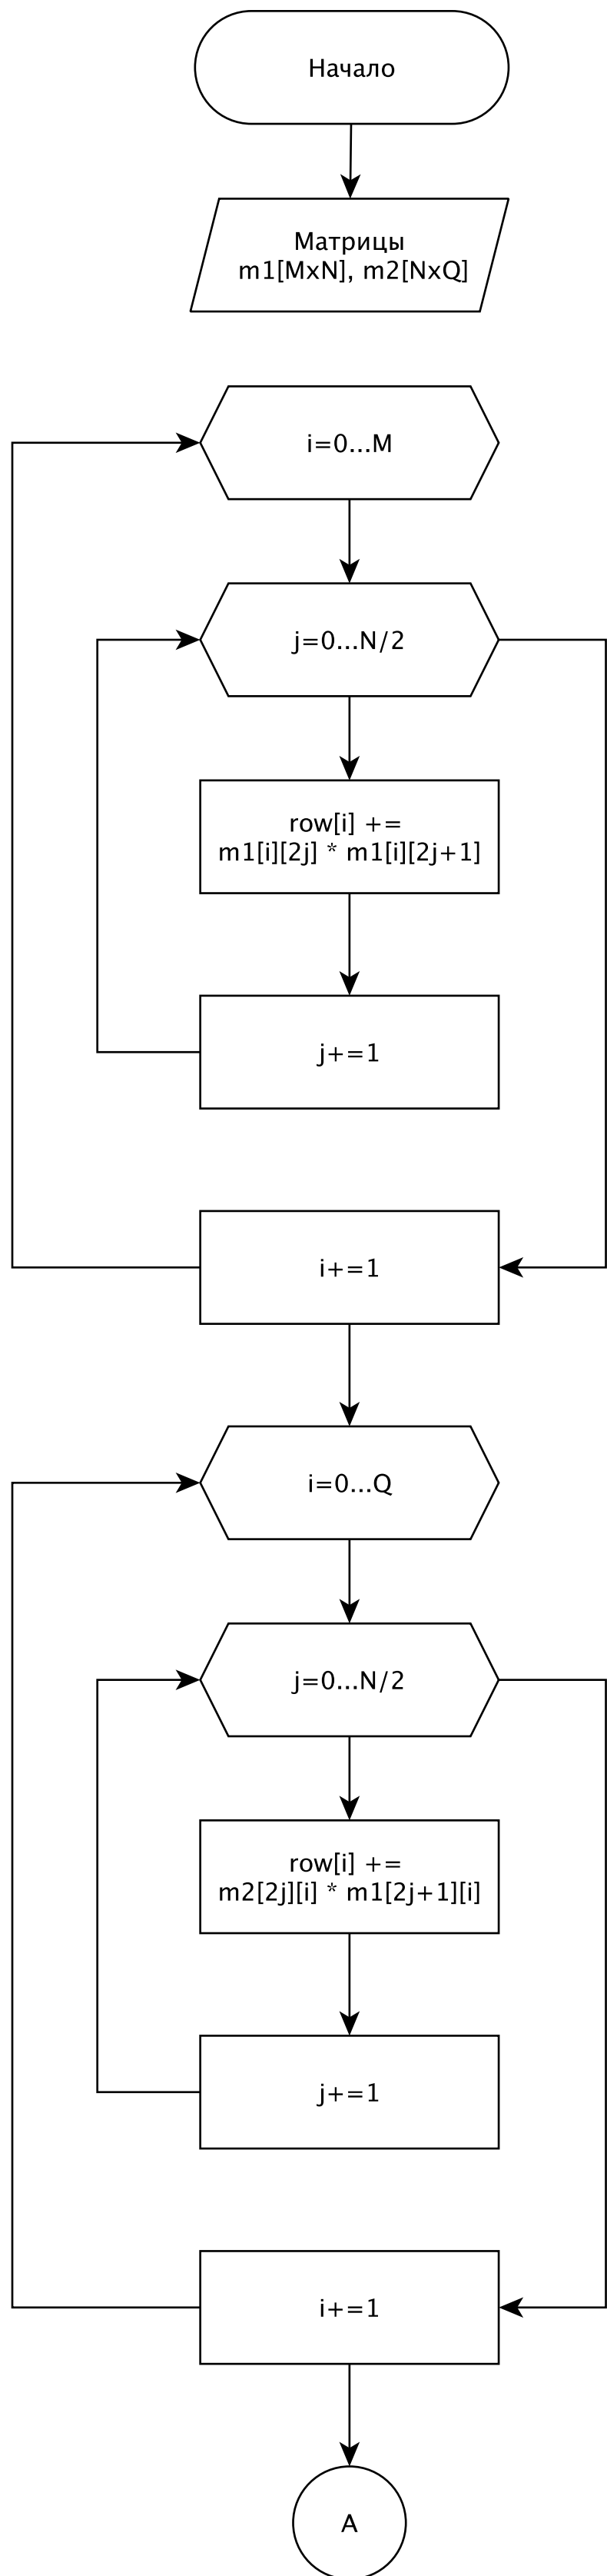 Начало
Матрицы
m1[MxN], m2[NxQ]
i=0...M
j=0...N/2
row[i] +=
m1[i][2j] * m1[i][2j+1]
j+=1
i+=1
i=0...Q
j=0...N/2
row[i] +=
m2[2j][i] * m1[2j+1][i]
j+=1
i+=1
A